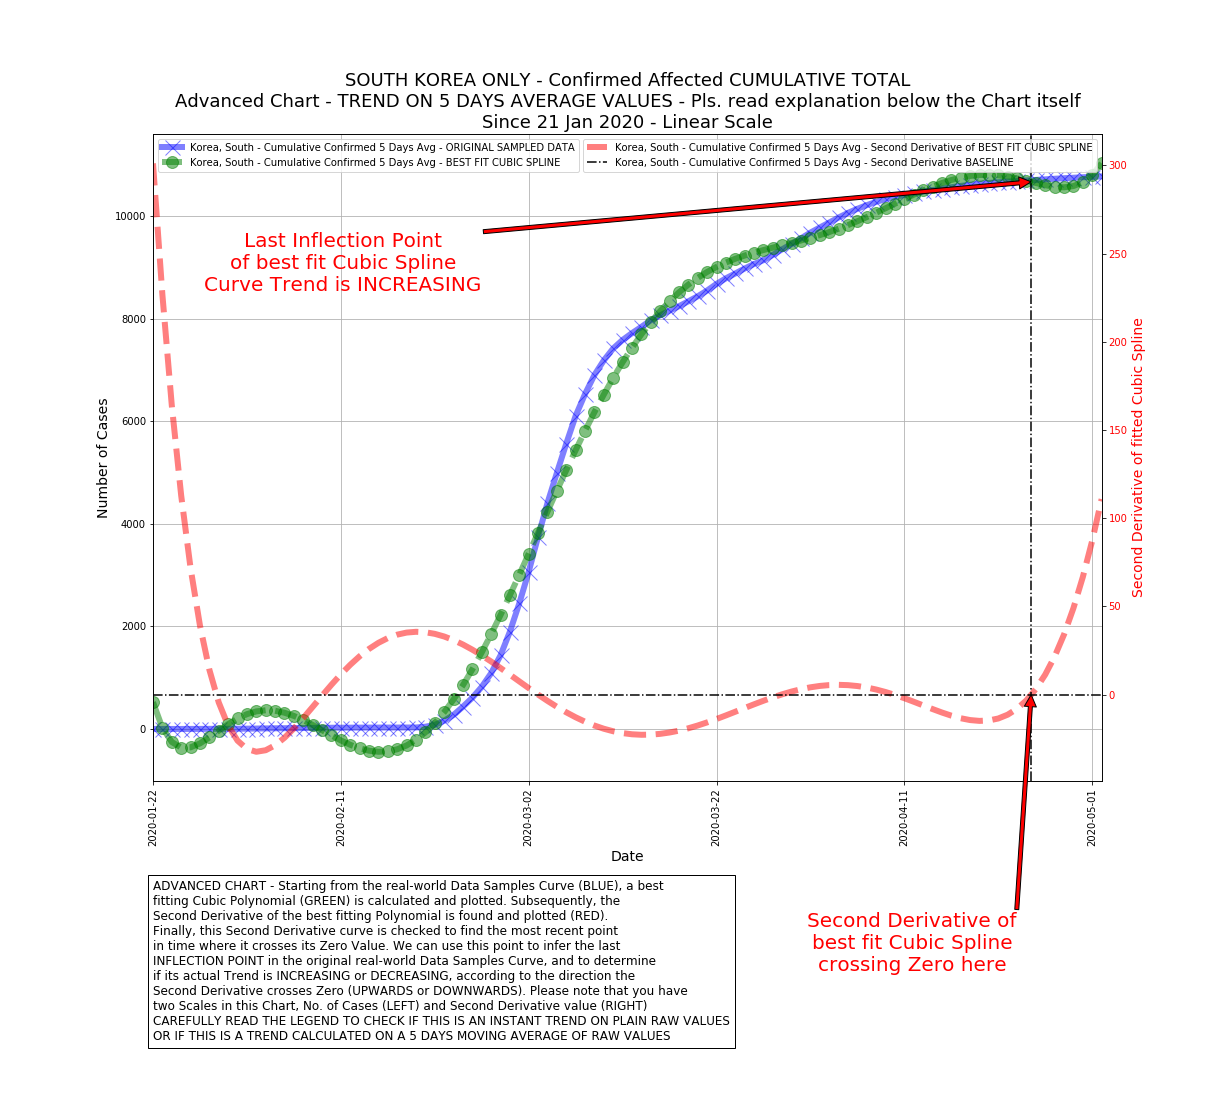 SOUTH KOREA ONLY - Confirmed Affected CUMULATIVE TOTAL
Advanced Chart - TREND ON 5 DAYS AVERAGE VALUES - Pls. read explanation below the Chart itself
Since 21 Jan 2020 - Linear Scale
Korea, South - Cumulative Confirmed 5 Days Avg - ORIGINAL SAMPLED DATA
Korea, South - Cumulative Confirmed 5 Days Avg - BEST FIT CUBIC SPLINE
Korea, South - Cumulative Confirmed 5 Days Avg - Second Derivative of BEST FIT CUBIC SPLINE
Korea, South - Cumulative Confirmed 5 Days Avg - Second Derivative BASELINE
Last Inflection Point
of best fit Cubic Spline
Curve Trend is INCREASING
Number of Cases
10000
8000
6000
4000
2000
0
300
250
200
150
100
50
0
Second Derivative of fitted Cubic Spline
2020-01-22
2020-02-11
2020-03-02
2020-03-22
2020-04-11
2020-05-01
Date
ADVANCED CHART - Starting from the real-world Data Samples Curve (BLUE), a best
fitting Cubic Polynomial (GREEN) is calculated and plotted. Subsequently, the
Second Derivative of the best fitting Polynomial is found and plotted (RED).
Finally, this Second Derivative curve is checked to find the most recent point
in time where it crosses its Zero Value. We can use this point to infer the last
INFLECTION POINT in the original real-world Data Samples Curve, and to determine
if its actual Trend is INCREASING or DECREASING, according to the direction the
Second Derivative crosses Zero (UPWARDS or DOWNWARDS). Please note that you have
two Scales in this Chart, No. of Cases (LEFT) and Second Derivative value (RIGHT)
CAREFULLY READ THE LEGEND TO CHECK IF THIS IS AN INSTANT TREND ON PLAIN RAW VALUES
OR IF THIS IS A TREND CALCULATED ON A 5 DAYS MOVING AVERAGE OF RAW VALUES
Second Derivative of
best fit Cubic Spline
crossing Zero here